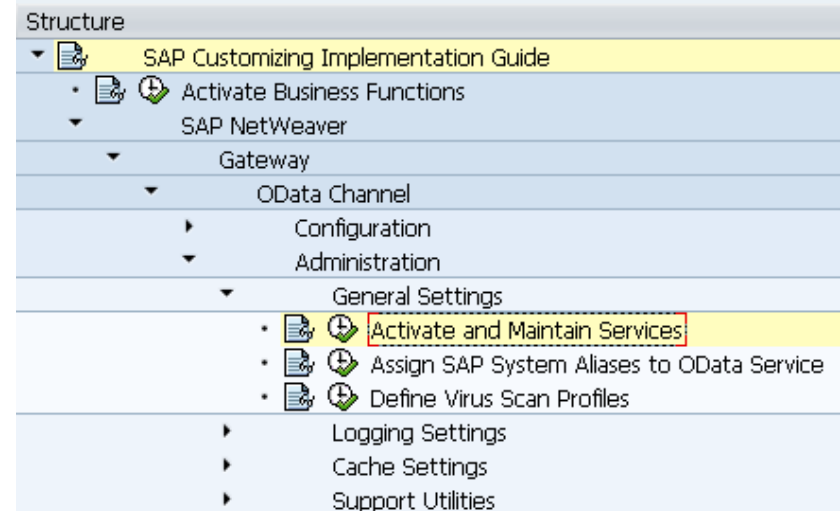 Structure
SAP Customizing Implementation Guide
Activate Business Functions
SAP NetWeaver
Gateway
OData Channel
Configuration
Administration
General Settings
Activate and Maintain Services
Assign SAP System Aliases to OData Service
Define Virus Scan Profiles
Logging Settings
Cache Settings
Support Utilities